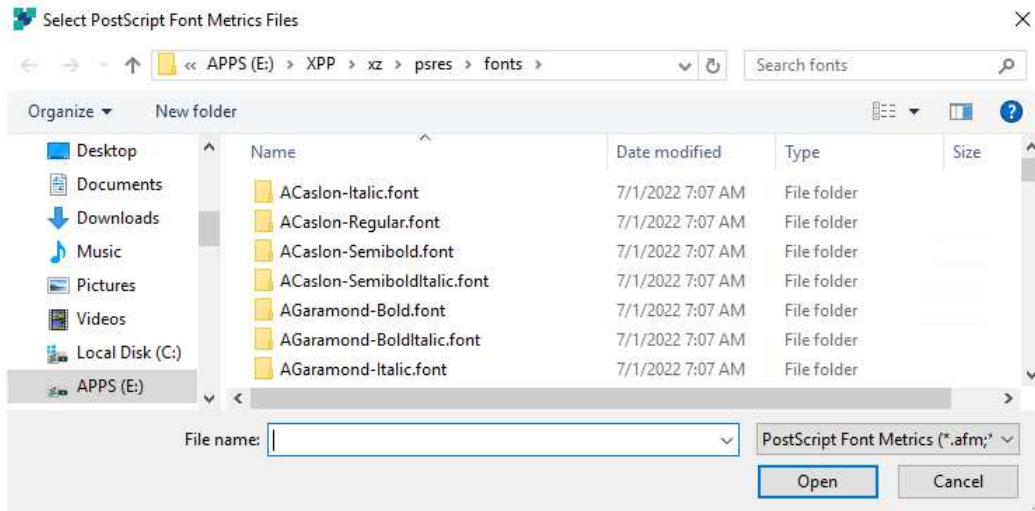 Select PostScript Font Metrics Files
« APPS (E:) › XPP › xz › psres › fonts ›
Search fonts
Organize
New folder
Name
Date modified
Type
Size
Desktop
Documents
Downloads
Music
Pictures
Videos
Local Disk (C:)
APPS (E:)
ACaslon-Italic.font 7/1/2022 7:07 AM File folder
ACaslon-Regular.font 7/1/2022 7:07 AM File folder
ACaslon-Semibold.font 7/1/2022 7:07 AM File folder
ACaslon-SemiboldItalic.font 7/1/2022 7:07 AM File folder
AGaramond-Bold.font 7/1/2022 7:07 AM File folder
AGaramond-BoldItalic.font 7/1/2022 7:07 AM File folder
AGaramond-Italic.font 7/1/2022 7:07 AM File folder
File name:
PostScript Font Metrics (*.afm;*
Open
Cancel